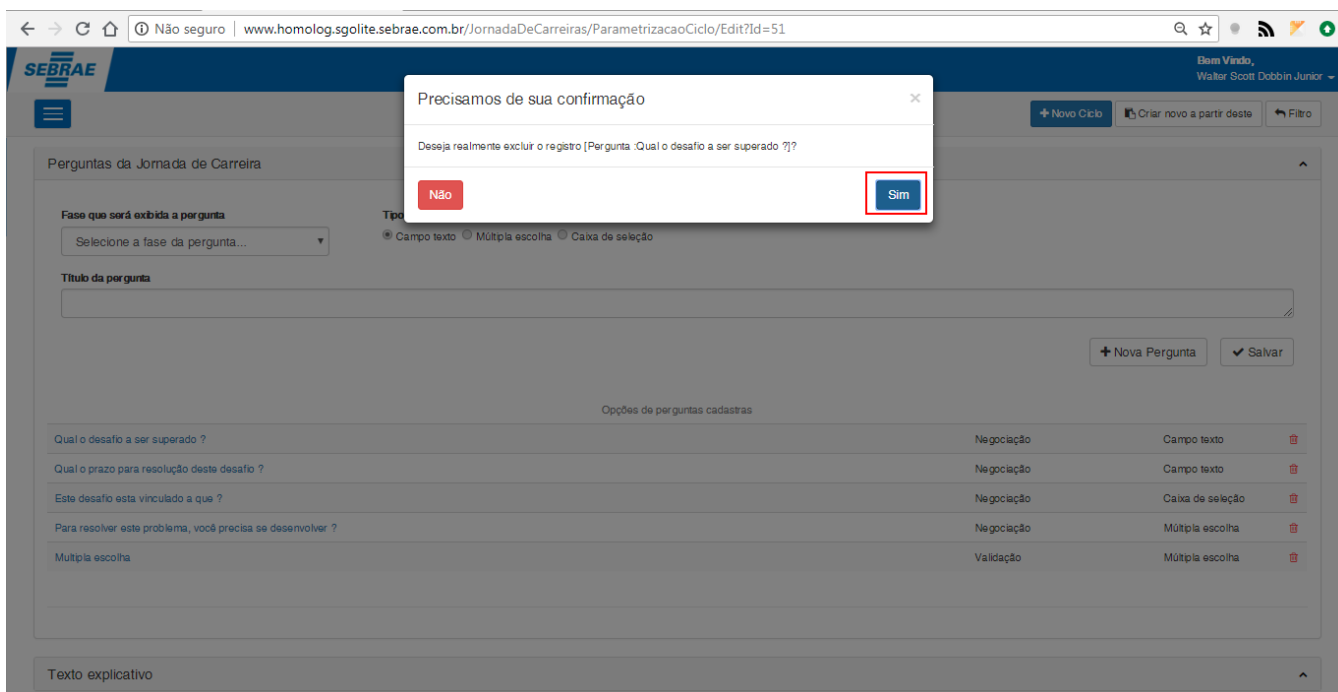 Não seguro | www.homolog.sgolite.sebrae.com.br/JornadaDeCarreiras/ParametrizacaoCiclo/Edit?Id=51
SEBRAE
Bem Vindo,
Walter Scott Dobbin Junior
Precisamos de sua confirmação ×
+ Novo Ciclo Criar novo a partir deste Filtro
Deseja realmente excluir o registro [Pergunta :Qual o desafio a ser superado ?]?
Perguntas da Jornada de Carreira
Não Sim
Fase que será exibida a pergunta Tipo
Selecione a fase da pergunta... Campo texto Múltipla escolha Caixa de seleção
Título da pergunta
+ Nova Pergunta Salvar
Opções de perguntas cadastras
Qual o desafio a ser superado ? Negociação Campo texto
Qual o prazo para resolução deste desafio ? Negociação Campo texto
Este desafio esta vinculado a que ? Negociação Caixa de seleção
Para resolver este problema, você precisa se desenvolver ? Negociação Múltipla escolha
Multipla escolha Validação Múltipla escolha
Texto explicativo